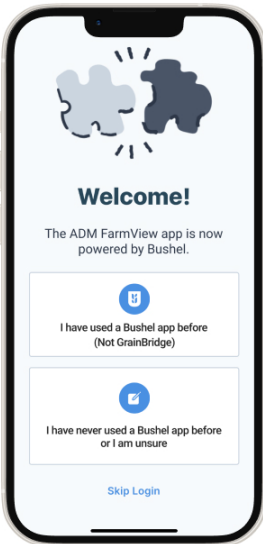 Welcome!
The ADM FarmView app is now
powered by Bushel.
I have used a Bushel app before
(Not GrainBridge)
I have never used a Bushel app before
or I am unsure
Skip Login